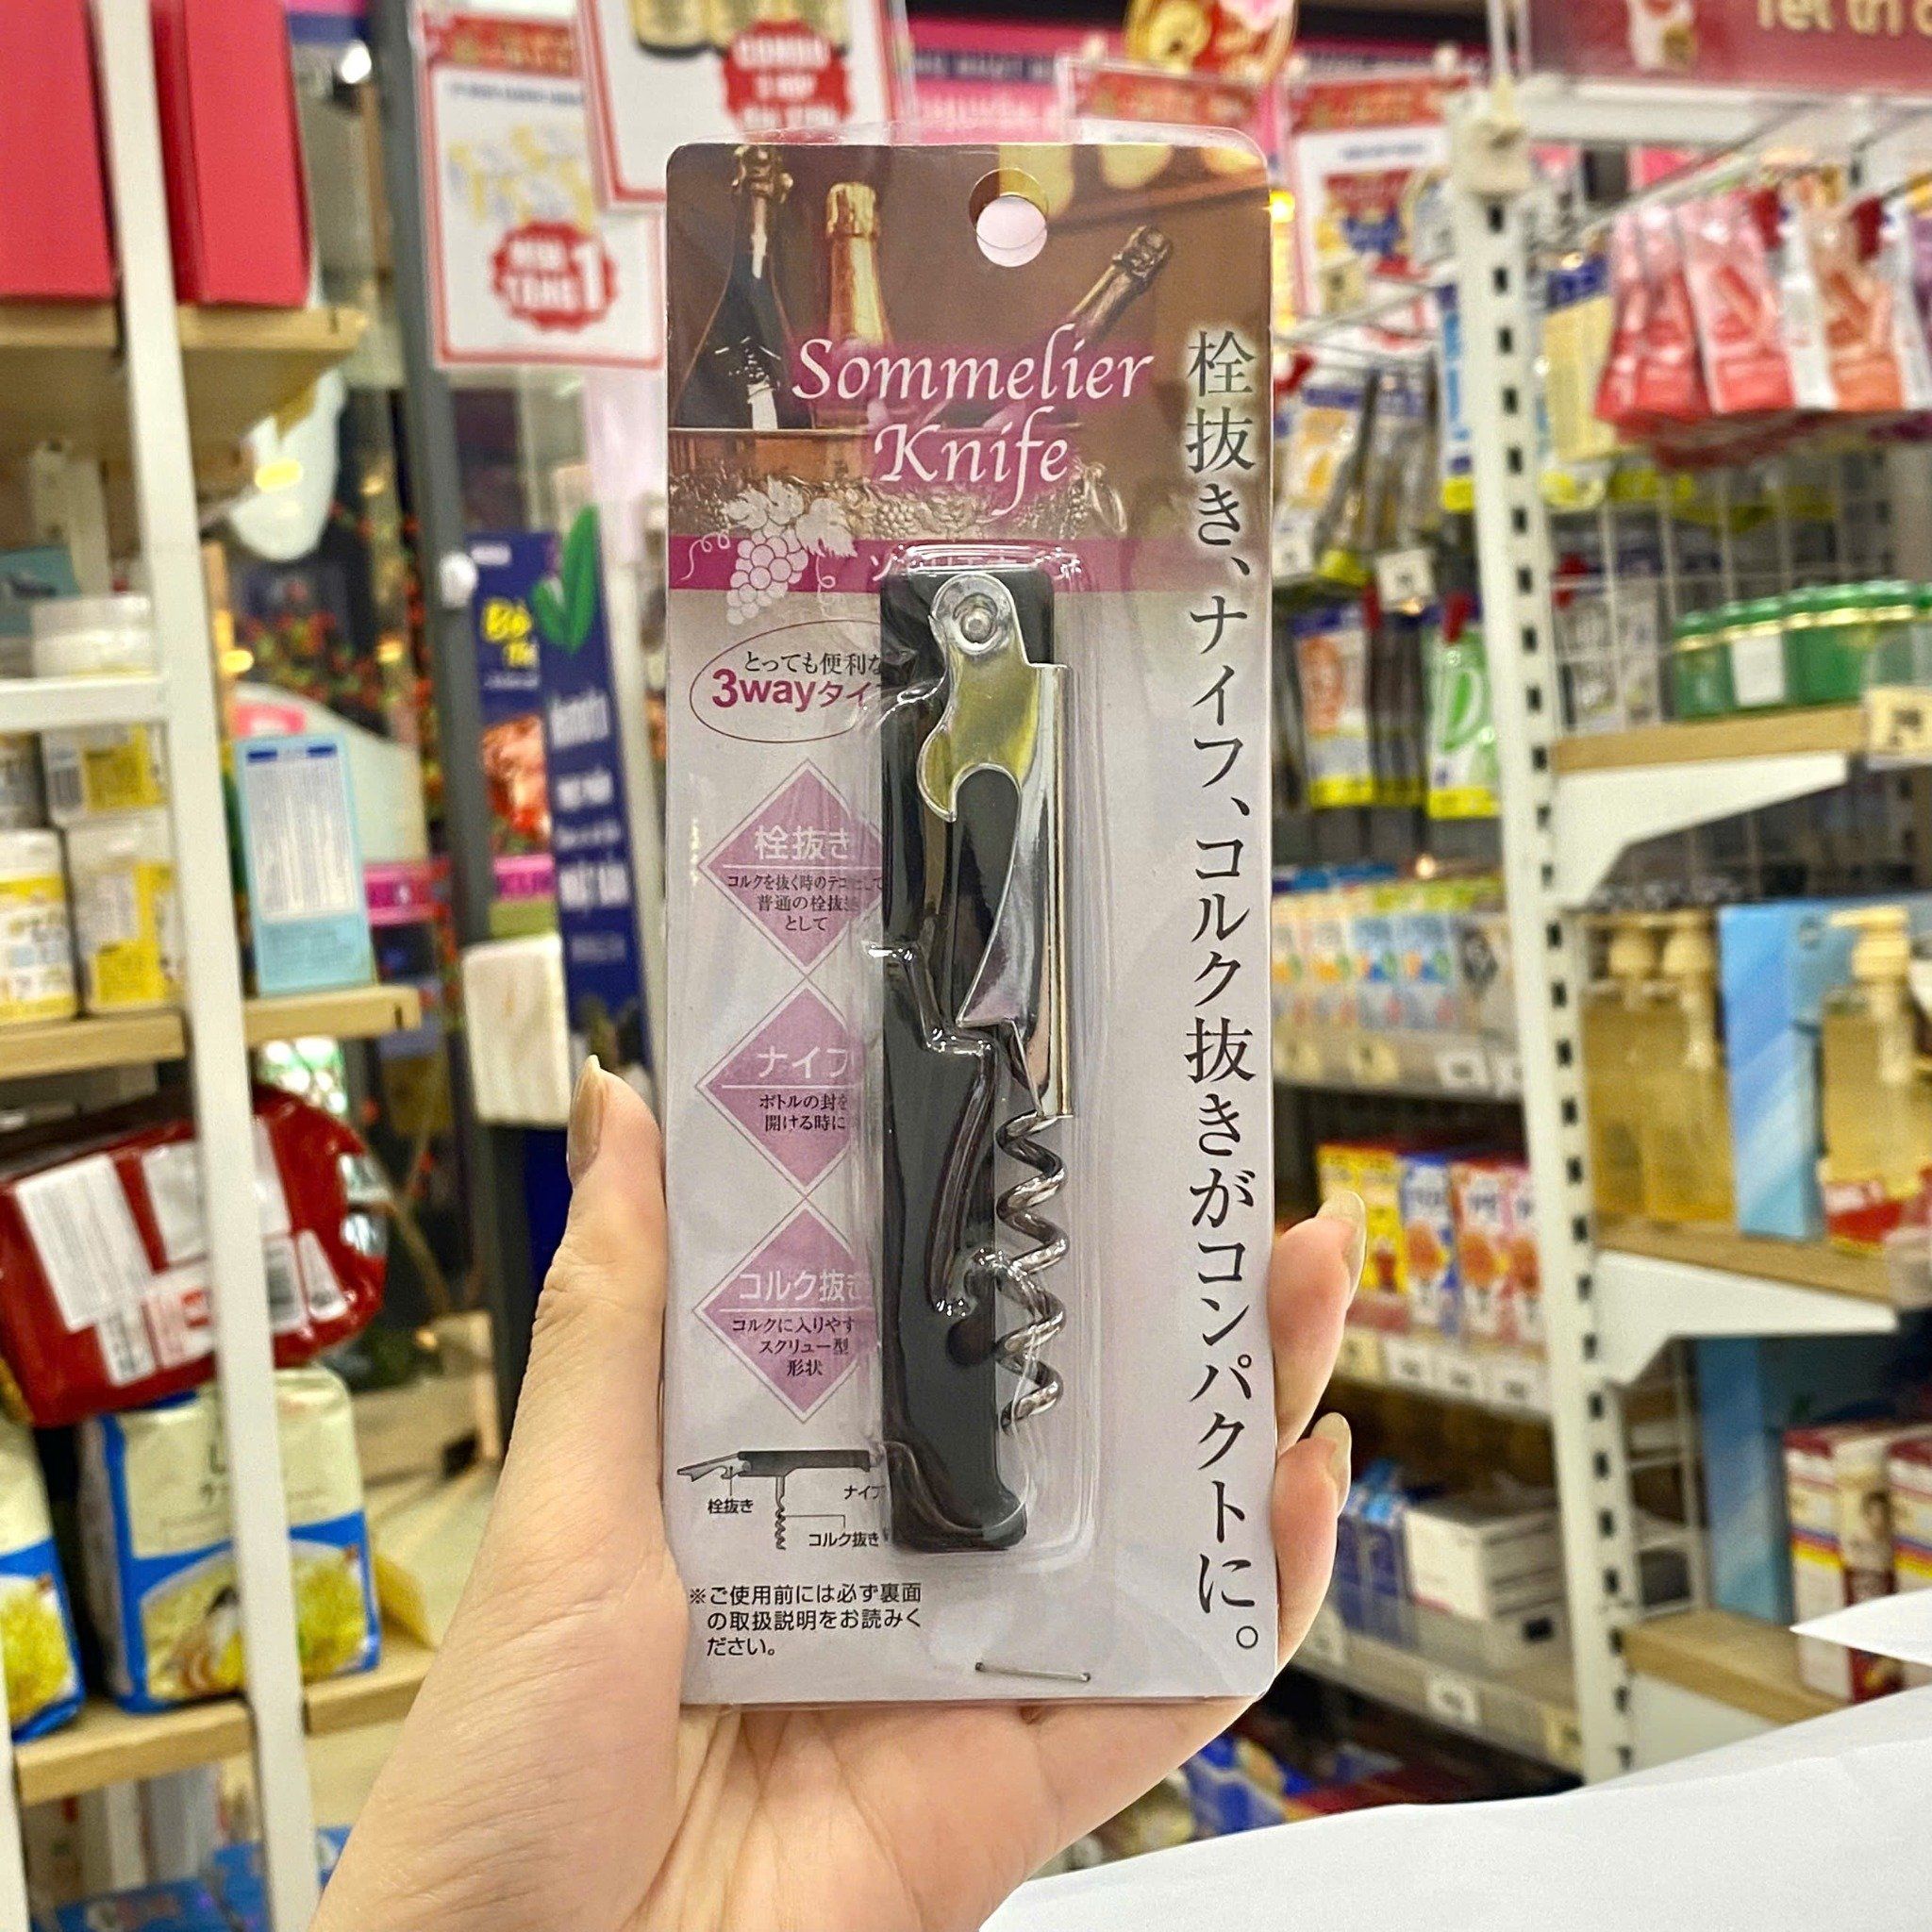 Sommelier
Knife
栓抜き、ナイフ、コルク抜きがコンパクトに。
とっても便利な
3wayタイ
栓抜き
コルクを抜く時のテコとして
普通の栓抜き
として
ナイフ
ボトルの封を
開ける時に
コルク抜き
コルクに入りやす
スクリュー型
形状
栓抜き
ナイフ
コルク抜き
※ご使用前には必ず裏面
の取扱説明をお読みく
ださい。
COMBO
MUA
TẶNG 1